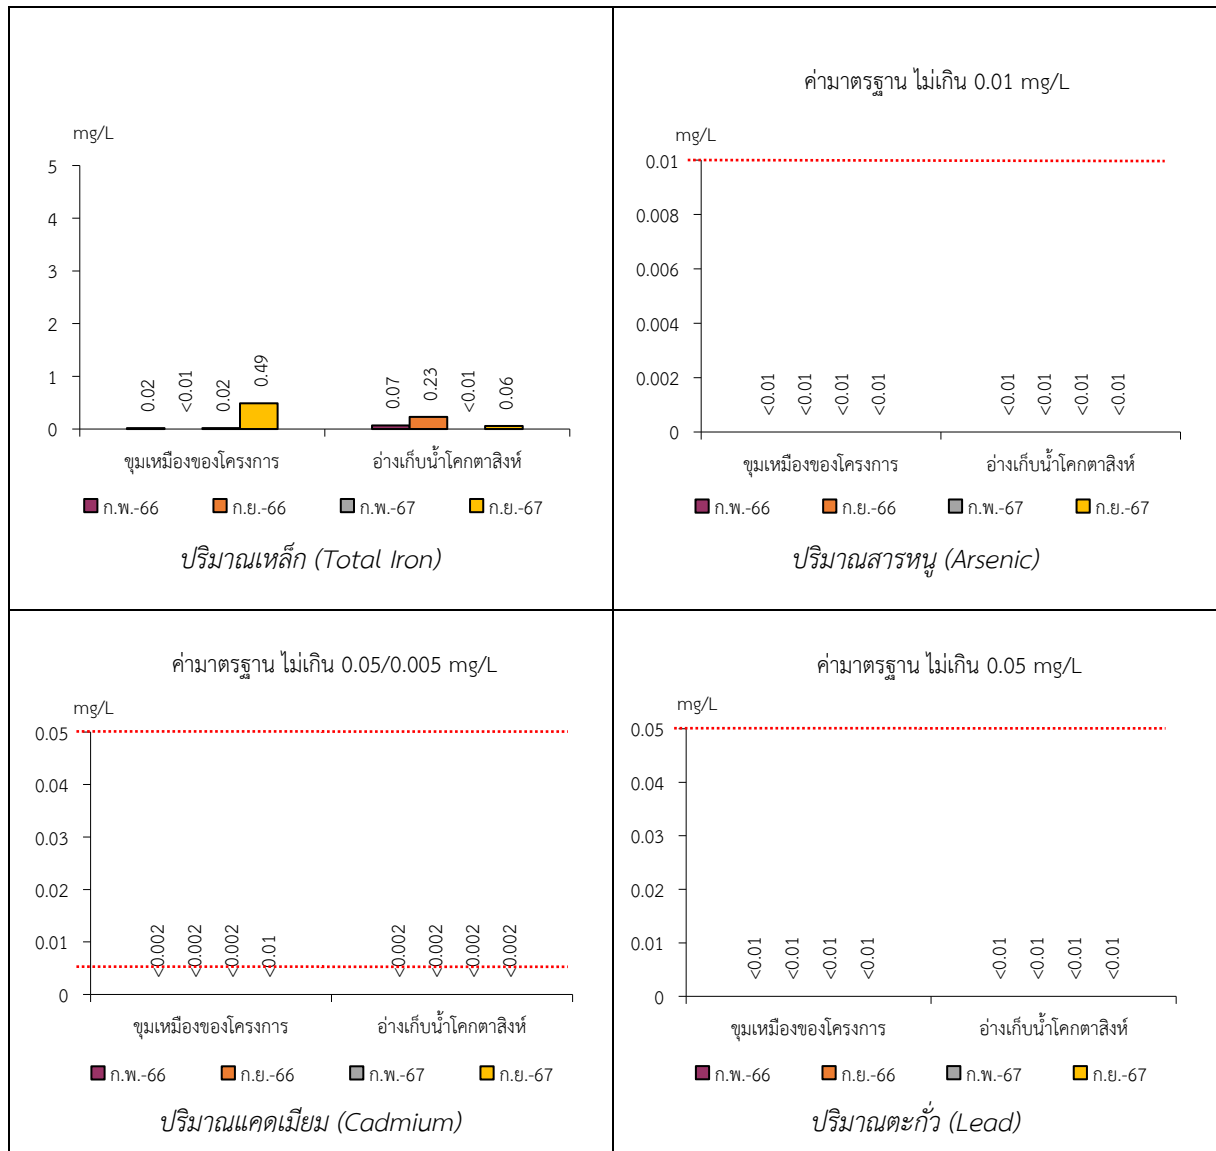 mg/L
5
4
3
2
1
0
0.02
<0.01
0.02
0.49
0.07
0.23
<0.01
0.06
ขุมเหมืองของโครงการ
อ่างเก็บน้ำโคกตาสิงห์
ก.พ.-66
ก.ย.-66
ก.พ.-67
ก.ย.-67
ปริมาณเหล็ก (Total Iron)
ค่ามาตรฐาน ไม่เกิน 0.01 mg/L
mg/L
0.01
0.008
0.006
0.004
0.002
0
<0.01
<0.01
<0.01
<0.01
<0.01
<0.01
<0.01
<0.01
ขุมเหมืองของโครงการ
อ่างเก็บน้ำโคกตาสิงห์
ก.พ.-66
ก.ย.-66
ก.พ.-67
ก.ย.-67
ปริมาณสารหนู (Arsenic)
ค่ามาตรฐาน ไม่เกิน 0.05/0.005 mg/L
mg/L
0.05
0.04
0.03
0.02
0.01
0
<0.002
<0.002
<0.002
<0.01
<0.002
<0.002
<0.002
<0.002
ขุมเหมืองของโครงการ
อ่างเก็บน้ำโคกตาสิงห์
ก.พ.-66
ก.ย.-66
ก.พ.-67
ก.ย.-67
ปริมาณแคดเมียม (Cadmium)
ค่ามาตรฐาน ไม่เกิน 0.05 mg/L
mg/L
0.05
0.04
0.03
0.02
0.01
0
<0.01
<0.01
<0.01
<0.01
<0.01
<0.01
<0.01
<0.01
ขุมเหมืองของโครงการ
อ่างเก็บน้ำโคกตาสิงห์
ก.พ.-66
ก.ย.-66
ก.พ.-67
ก.ย.-67
ปริมาณตะกั่ว (Lead)